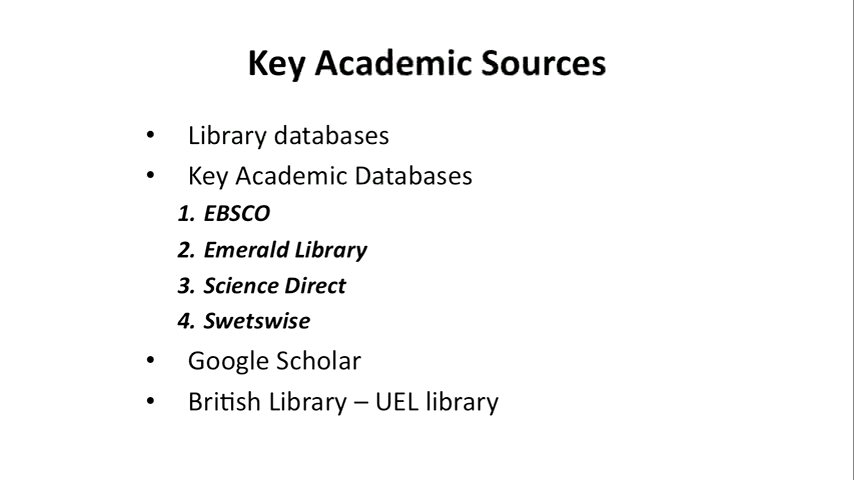 Key Academic Sources
• Library databases
• Key Academic Databases
1. EBSCO
2. Emerald Library
3. Science Direct
4. Swetswise
• Google Scholar
• British Library – UEL library